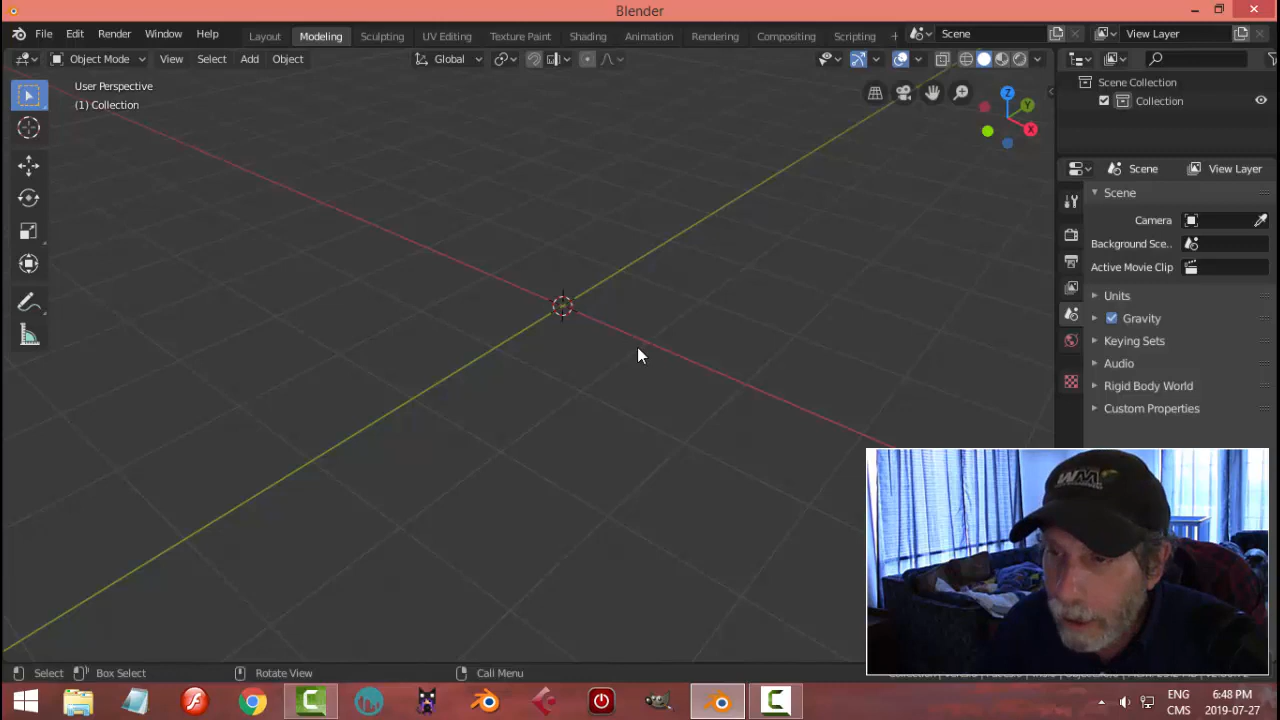 Blender
File Edit Render Window Help Layout Modeling Sculpting UV Editing Texture Paint Shading Animation Rendering Compositing Scripting + Scene View Layer
Object Mode View Select Add Object Global
User Perspective
(1) Collection
Z
Y
X
Scene Collection
Collection
Scene View Layer
Scene
Camera
Background Sce..
Active Movie Clip
Units
Gravity
Keying Sets
Audio
Rigid Body World
Custom Properties
WM
Select Box Select Rotate View Call Menu
ENG 6:48 PM
CMS 2019-07-27